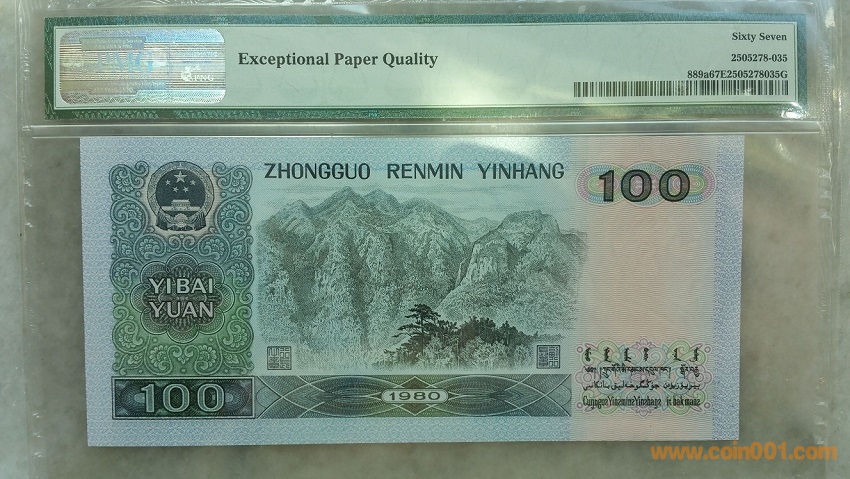 Sixty Seven
Exceptional Paper Quality
2505278-035
889a67E2505278035G
ZHONGGUO RENMIN YINHANG
100
YIBAI
YUAN
100
1980
www.coin001.com